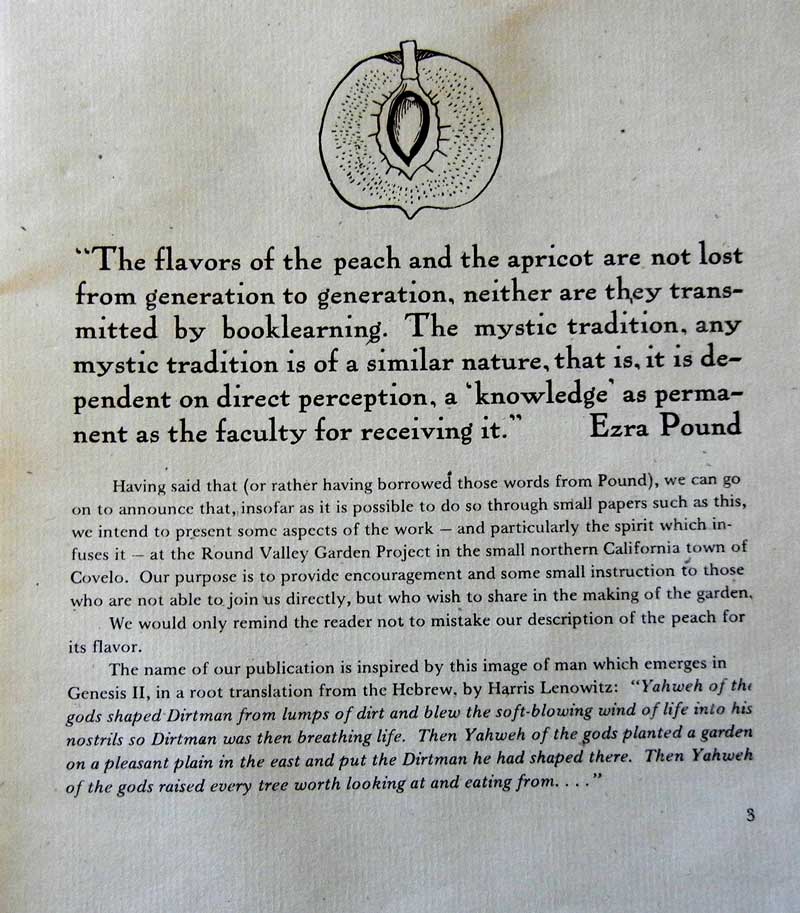 “The flavors of the peach and the apricot are not lost
from generation to generation, neither are they trans-
mitted by booklearning. The mystic tradition, any
mystic tradition is of a similar nature, that is, it is de-
pendent on direct perception, a ‘knowledge’ as perma-
nent as the faculty for receiving it.” Ezra Pound
Having said that (or rather having borrowed those words from Pound), we can go
on to announce that, insofar as it is possible to do so through small papers such as this,
we intend to present some aspects of the work — and particularly the spirit which in-
fuses it — at the Round Valley Garden Project in the small northern California town of
Covelo. Our purpose is to provide encouragement and some small instruction to those
who are not able to join us directly, but who wish to share in the making of the garden.
We would only remind the reader not to mistake our description of the peach for
its flavor.
The name of our publication is inspired by this image of man which emerges in
Genesis II, in a root translation from the Hebrew, by Harris Lenowitz: “Yahweh of the
gods shaped Dirtman from lumps of dirt and blew the soft-blowing wind of life into his
nostrils so Dirtman was then breathing life. Then Yahweh of the gods planted a garden
on a pleasant plain in the east and put the Dirtman he had shaped there. Then Yahweh
of the gods raised every tree worth looking at and eating from. . . .”
3